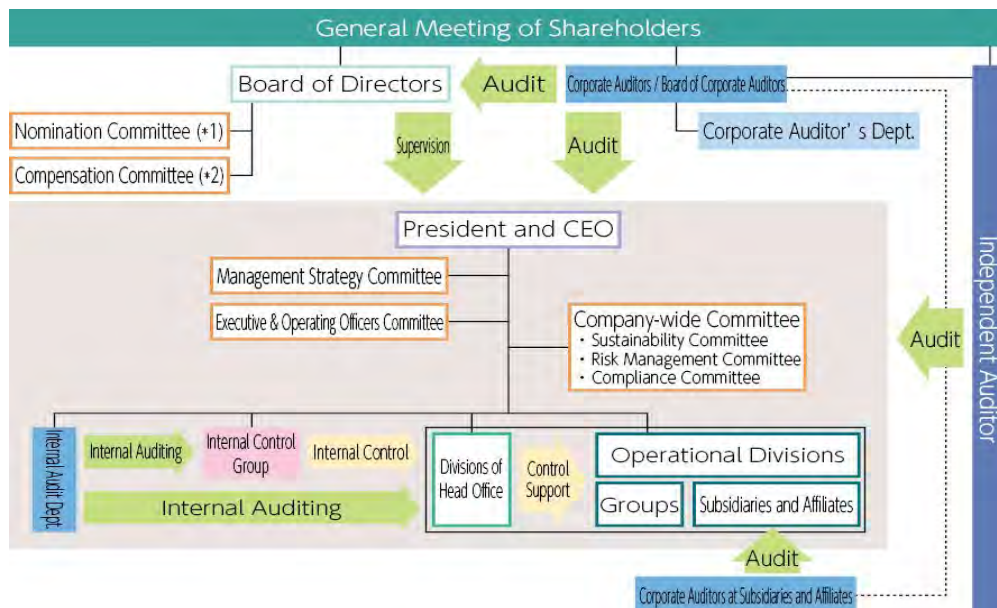 General Meeting of Shareholders
Board of Directors
Audit
Corporate Auditors / Board of Corporate Auditors
Nomination Committee (*1)
Compensation Committee (*2)
Supervision
Audit
Corporate Auditor's Dept.
President and CEO
Management Strategy Committee
Executive & Operating Officers Committee
Company-wide Committee
・Sustainability Committee
・Risk Management Committee
・Compliance Committee
Audit
Independent Auditor
Internal Audit Dept.
Internal Auditing
Internal Control
Group
Internal Control
Internal Auditing
Divisions of
Head Office
Control
Support
Operational Divisions
Groups
Subsidiaries and Affiliates
Audit
Corporate Auditors at Subsidiaries and Affiliates